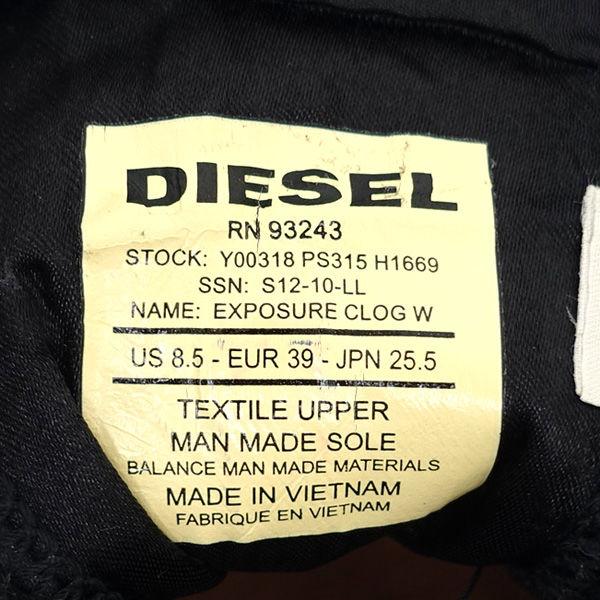 DIESEL
RN 93243
STOCK: Y00318 PS315 H1669
SSN: S12-10-LL
NAME: EXPOSURE CLOG W
US 8.5 - EUR 39 - JPN 25.5
TEXTILE UPPER
MAN MADE SOLE
BALANCE MAN MADE MATERIALS
MADE IN VIETNAM
FABRIQUE EN VIETNAM